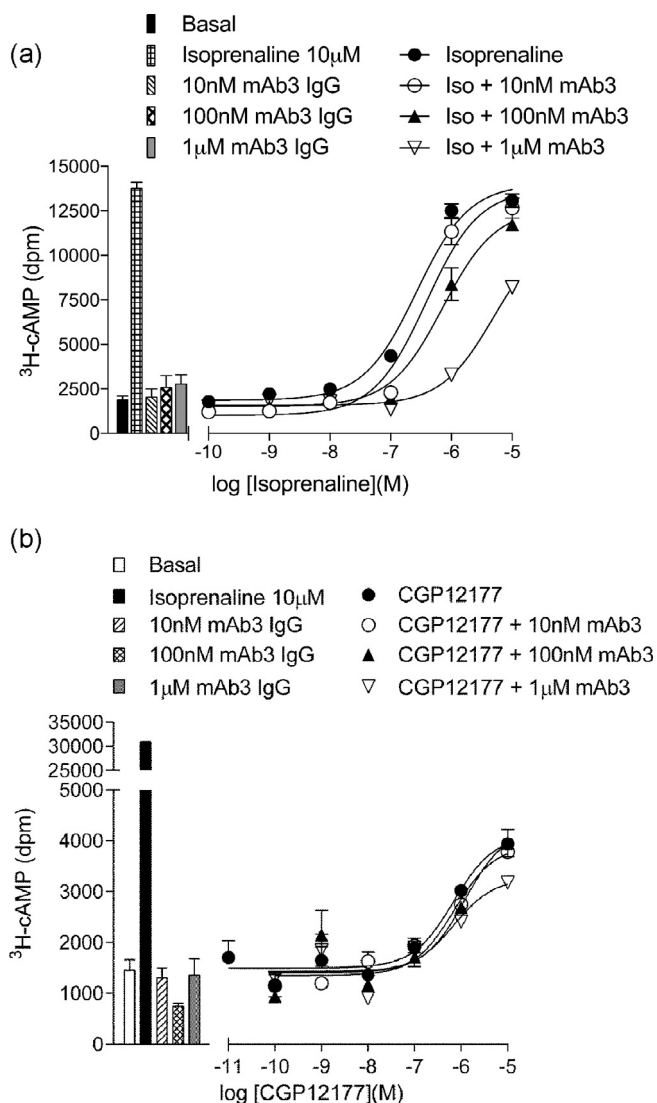 (a)
Basal
Isoprenaline 10μM
10nM mAb3 IgG
100nM mAb3 IgG
1μM mAb3 IgG
Isoprenaline
Iso + 10nM mAb3
Iso + 100nM mAb3
Iso + 1μM mAb3
³H-cAMP (dpm)
15000
12500
10000
7500
5000
2500
0
-10 -9 -8 -7 -6 -5
log [Isoprenaline](M)
(b)
Basal
Isoprenaline 10μM
10nM mAb3 IgG
100nM mAb3 IgG
1μM mAb3 IgG
CGP12177
CGP12177 + 10nM mAb3
CGP12177 + 100nM mAb3
CGP12177 + 1μM mAb3
³H-cAMP (dpm)
35000
30000
25000
5000
4000
3000
2000
1000
0
-11 -10 -9 -8 -7 -6 -5
log [CGP12177](M)